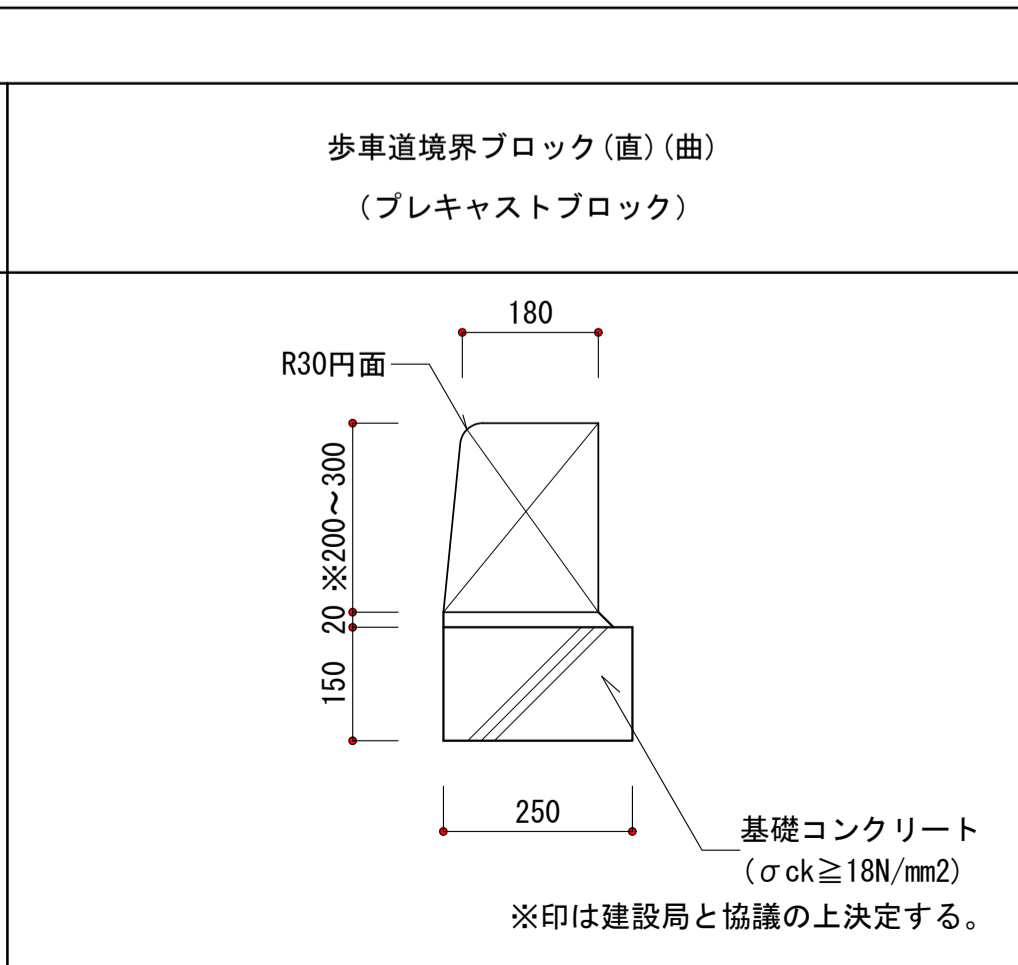 歩車道境界ブロック(直)(曲)
(プレキャストブロック)
180
R30円面
※200～300
20
150
250
基礎コンクリート
(σck≧18N/mm2)
※印は建設局と協議の上決定する。